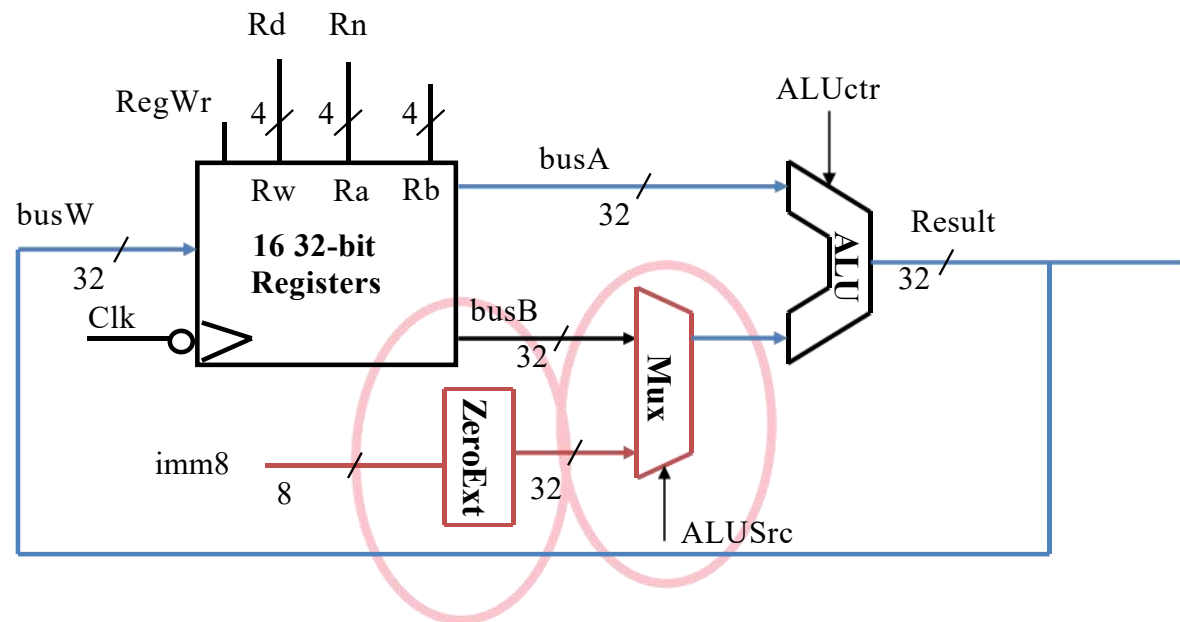 Rd Rn
RegWr
4 4 4
ALUctr
Rw Ra Rb
busA
32
busW
32
16 32-bit
Registers
ALU
Result
32
Clk
busB
32
Mux
ZeroExt
imm8
8
32
ALUSrc